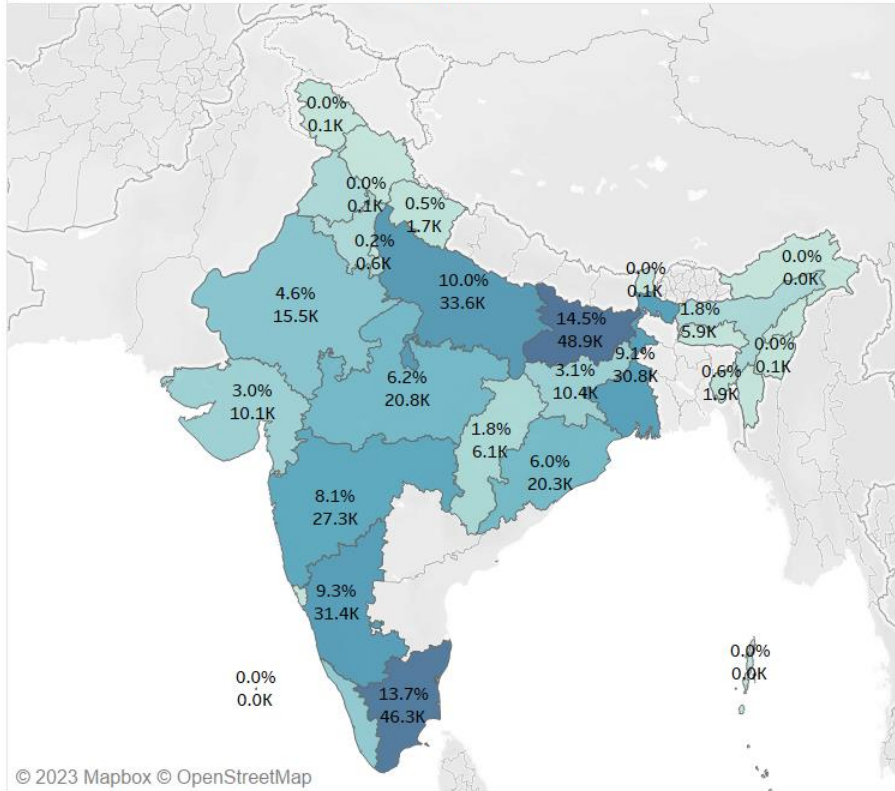 0.0%
0.1K
0.0%
0.1K
0.5%
1.7K
0.2%
0.6K
0.0%
0.1K
0.0%
0.0K
4.6%
15.5K
10.0%
33.6K
14.5%
48.9K
1.8%
5.9K
0.0%
0.1K
9.1%
30.8K
0.6%
1.9K
3.0%
10.1K
6.2%
20.8K
3.1%
10.4K
1.8%
6.1K
6.0%
20.3K
8.1%
27.3K
9.3%
31.4K
0.0%
0.0K
13.7%
46.3K
0.0%
0.0K
© 2023 Mapbox © OpenStreetMap